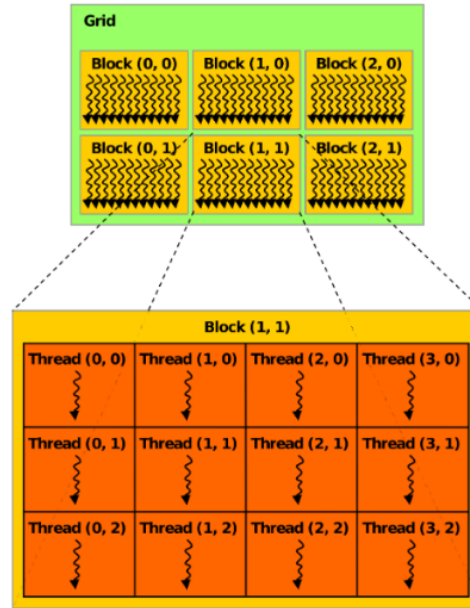 Grid
Block (0, 0) Block (1, 0) Block (2, 0)
Block (0, 1) Block (1, 1) Block (2, 1)
Block (1, 1)
Thread (0, 0) Thread (1, 0) Thread (2, 0) Thread (3, 0)
Thread (0, 1) Thread (1, 1) Thread (2, 1) Thread (3, 1)
Thread (0, 2) Thread (1, 2) Thread (2, 2) Thread (3, 2)